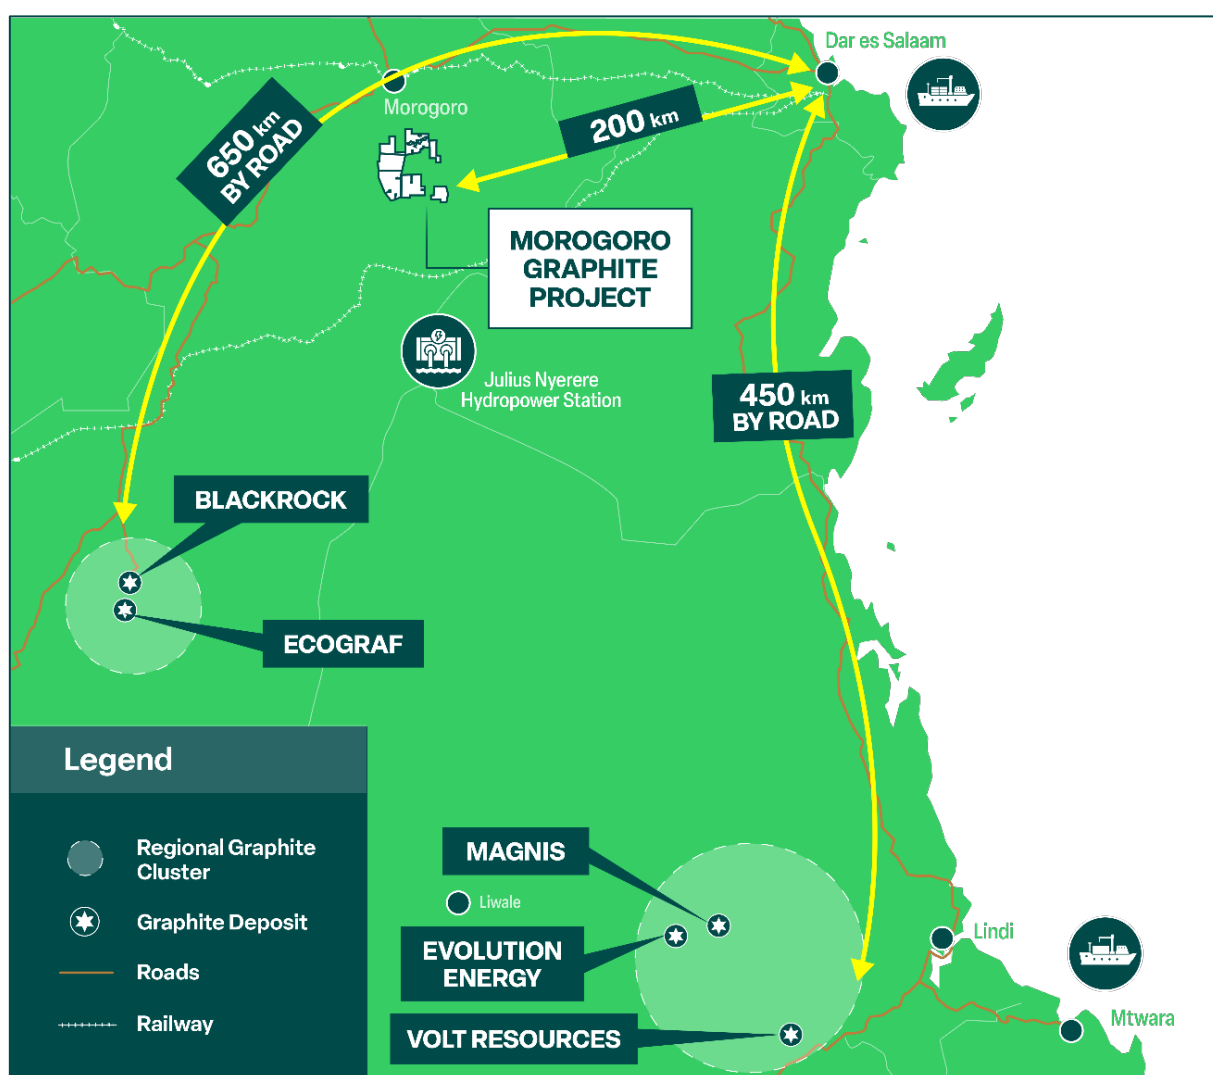 Dar es Salaam
Morogoro
650 km
BY ROAD
200 km
MOROGORO
GRAPHITE
PROJECT
Julius Nyerere
Hydropower Station
450 km
BY ROAD
BLACKROCK
ECOGRAF
Legend
Regional Graphite
Cluster
Graphite Deposit
Roads
Railway
MAGNIS
Liwale
EVOLUTION
ENERGY
VOLT RESOURCES
Lindi
Mtwara